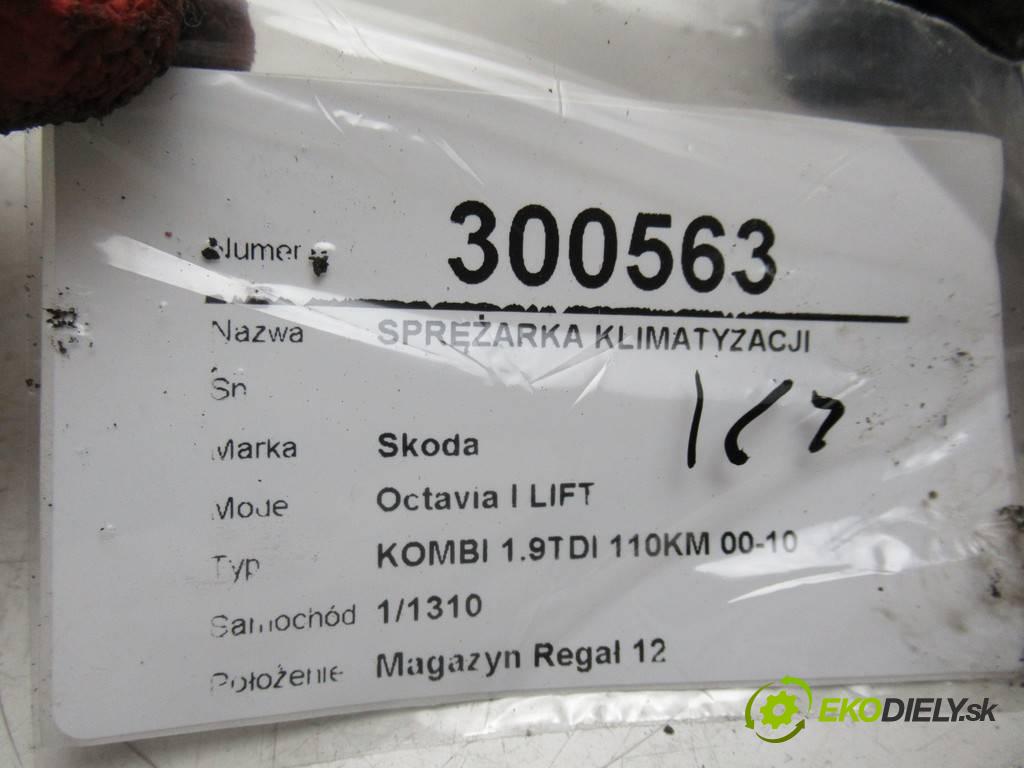 Numer 300563
Nazwa SPRĘŻARKA KLIMATYZACJI
Sn
Marka Skoda
Model Octavia I LIFT
Typ KOMBI 1.9TDI 110KM 00-10
Samochód 1/1310
Położenie Magazyn Regał 12
EKODIELY.sk